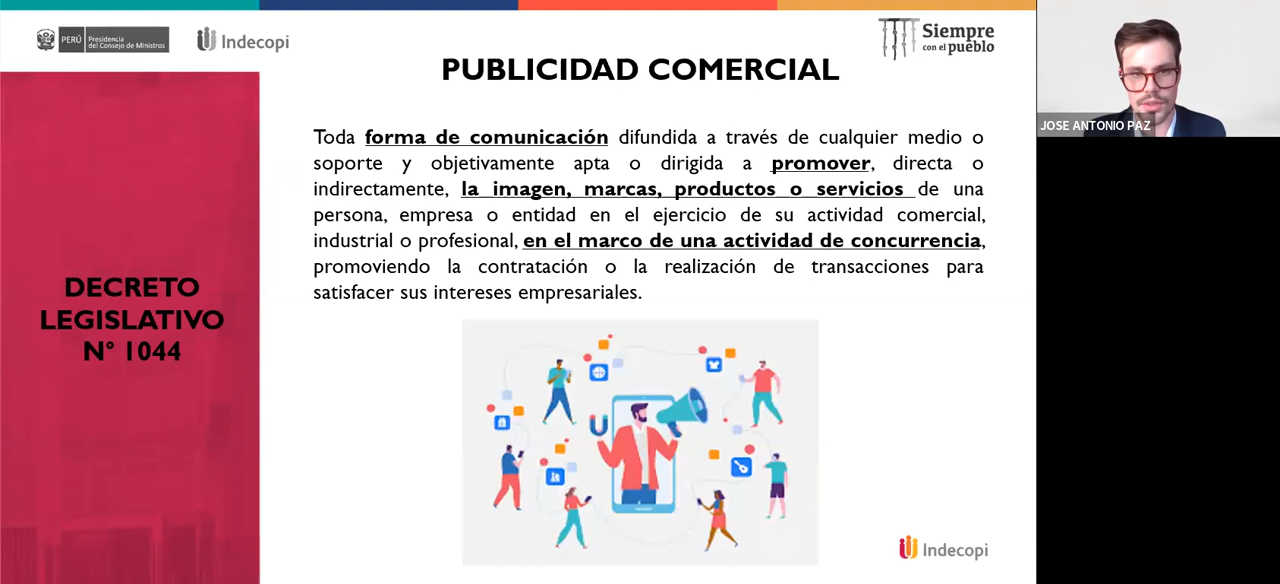 PERÚ
Presidencia
del Consejo de Ministros
Indecopi
Siempre
con el pueblo
PUBLICIDAD COMERCIAL
JOSE ANTONIO PAZ
Toda forma de comunicación difundida a través de cualquier medio o
soporte y objetivamente apta o dirigida a promover, directa o
indirectamente, la imagen, marcas, productos o servicios de una
persona, empresa o entidad en el ejercicio de su actividad comercial,
industrial o profesional, en el marco de una actividad de concurrencia,
promoviendo la contratación o la realización de transacciones para
satisfacer sus intereses empresariales.
DECRETO
LEGISLATIVO
N° 1044
Indecopi